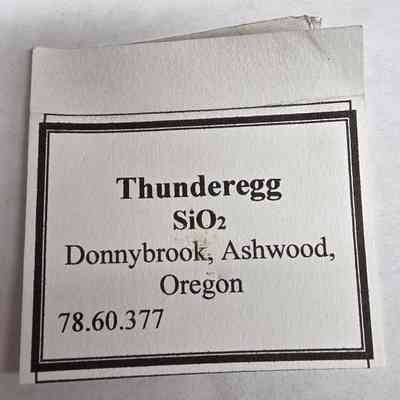 Thunderegg
SiO₂
Donnybrook, Ashwood,
Oregon
78.60.377